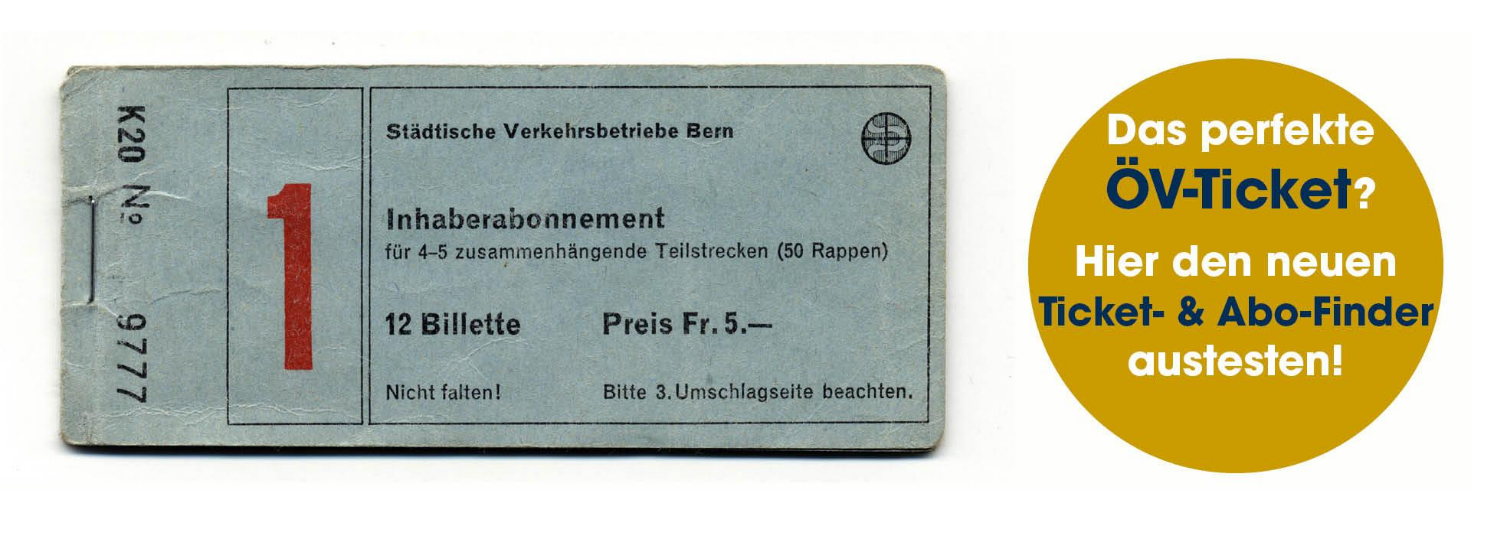 K20 № 9777
1
Städtische Verkehrsbetriebe Bern
Inhaberabonnement
für 4–5 zusammenhängende Teilstrecken (50 Rappen)
12 Billette Preis Fr. 5.—
Nicht falten! Bitte 3. Umschlagseite beachten.
Das perfekte
ÖV-Ticket?
Hier den neuen
Ticket- & Abo-Finder
austesten!